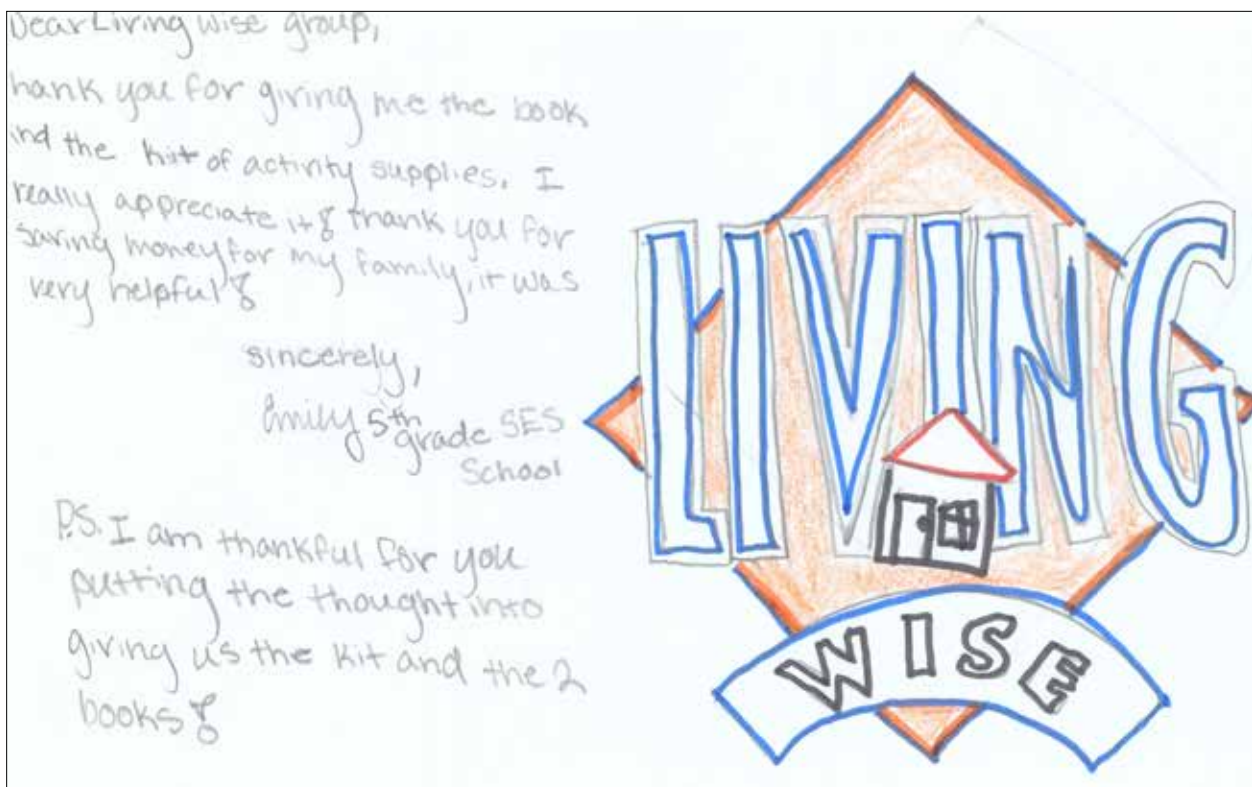 Dear Living Wise group,
hank you for giving me the book
nd the kit of activity supplies. I
really appreciate it! thank you for
saving money for my family, it was
very helpful!
sincerely,
Emily 5th grade SES
School
P.S. I am thankful for you
putting the thought into
giving us the kit and the 2
books!
LIVING
WISE